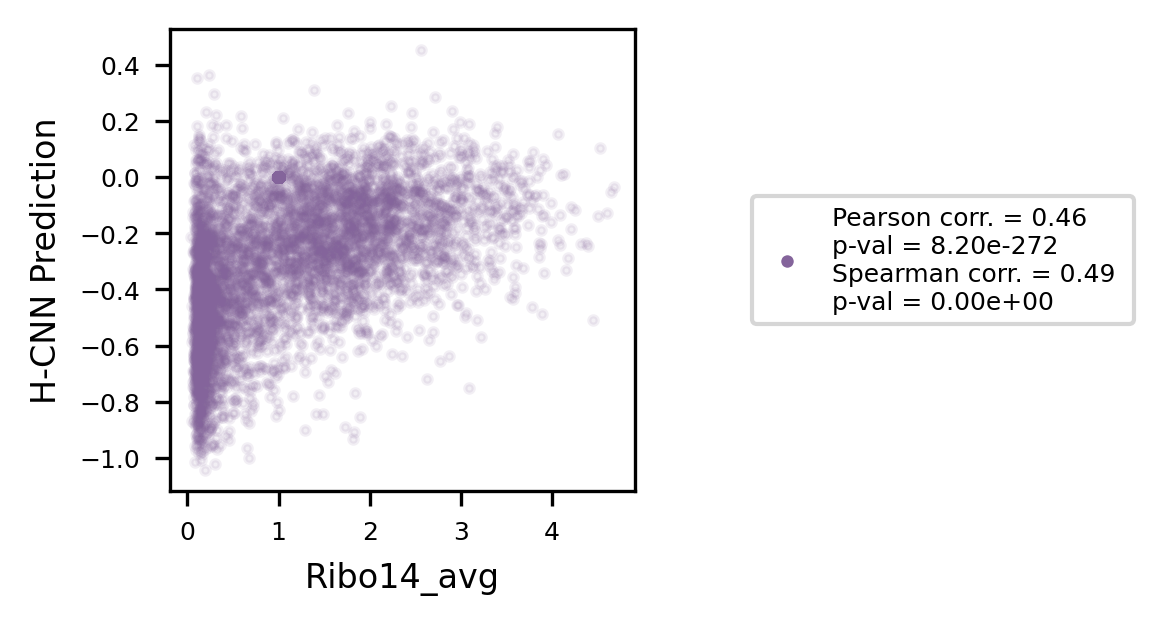 H-CNN Prediction
0.4
0.2
0.0
−0.2
−0.4
−0.6
−0.8
−1.0
0 1 2 3 4
Ribo14_avg
Pearson corr. = 0.46
p-val = 8.20e-272
Spearman corr. = 0.49
p-val = 0.00e+00